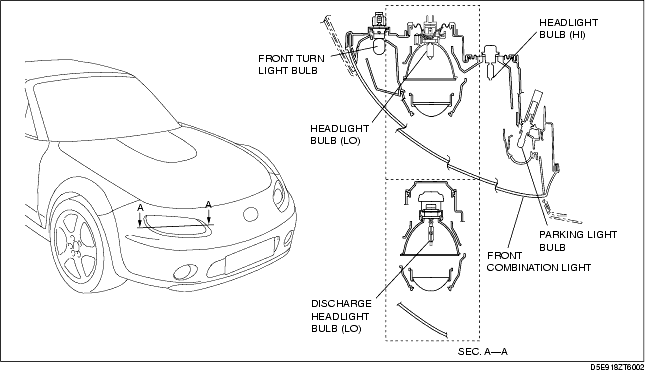 HEADLIGHT
BULB (HI)
FRONT TURN
LIGHT BULB
HEADLIGHT
BULB (LO)
A
A
PARKING LIGHT
BULB
FRONT
COMBINATION LIGHT
DISCHARGE
HEADLIGHT
BULB (LO)
SEC. A—A
D5E918ZT6002